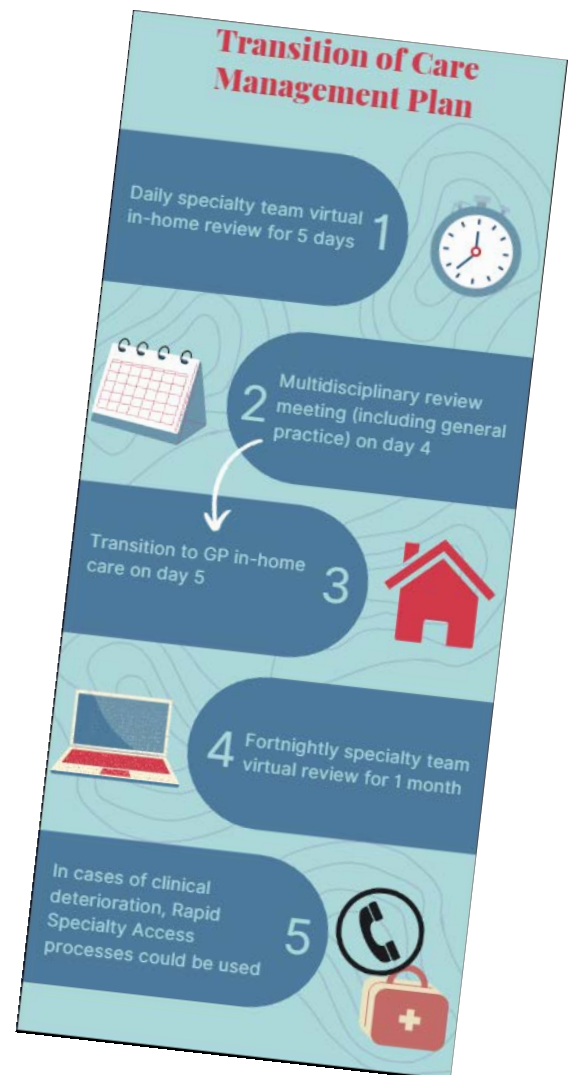 Transition of Care
Management Plan
Daily specialty team virtual
in-home review for 5 days
1
2
Multidisciplinary review
meeting (including general
practice) on day 4
Transition to GP in-home
care on day 5
3
4
Fortnightly specialty team
virtual review for 1 month
In cases of clinical
deterioration, Rapid
Specialty Access
processes could be used
5